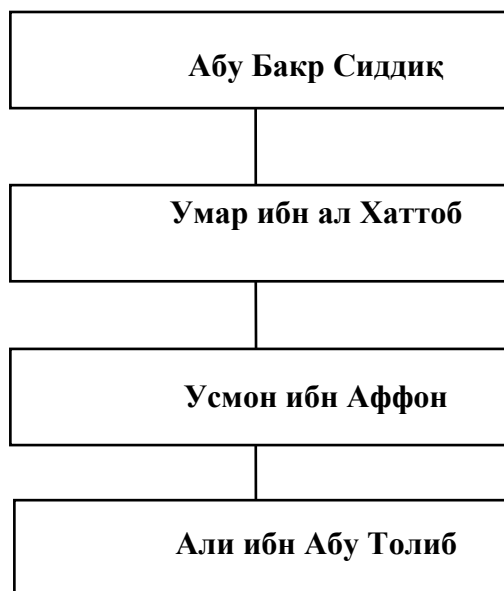 Абу Бакр Сиддиқ
Умар ибн ал Хаттоб
Усмон ибн Аффон
Али ибн Абу Толиб